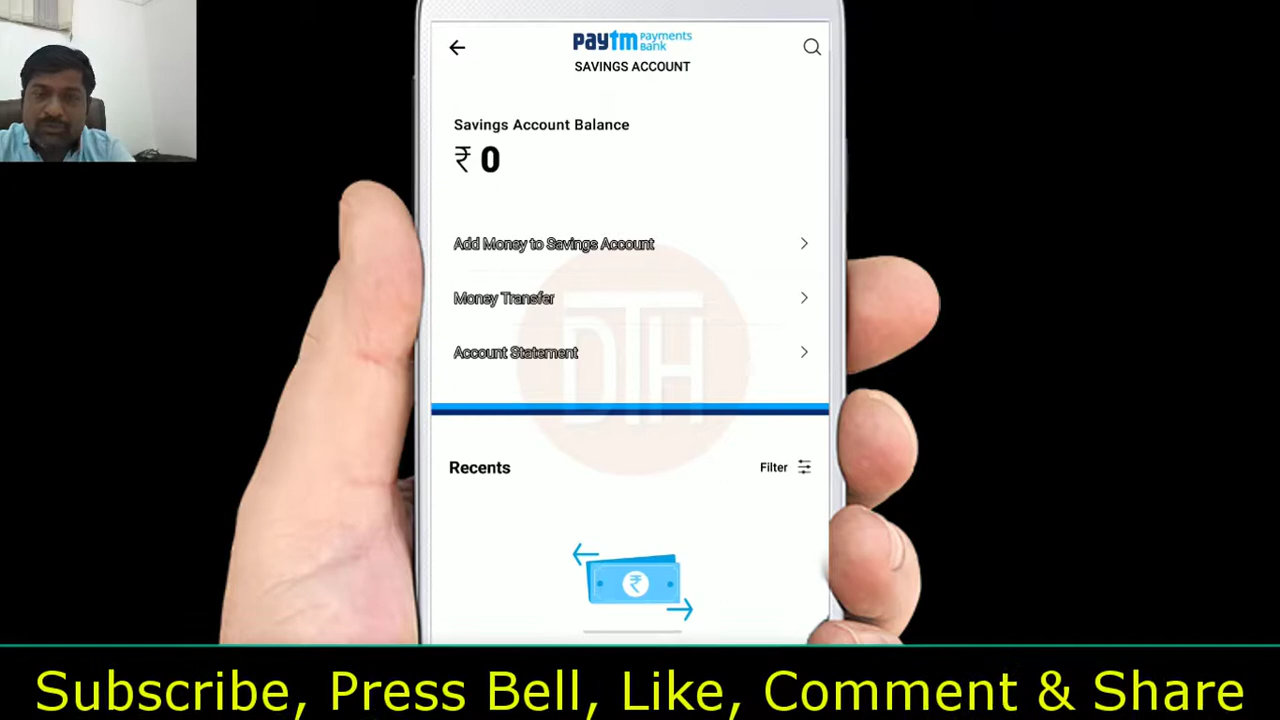 paytm Payments
Bank
SAVINGS ACCOUNT
Savings Account Balance
₹ 0
Add Money to Savings Account
Money Transfer
DTH
Account Statement
Recents
Filter
₹
Subscribe, Press Bell, Like, Comment & Share